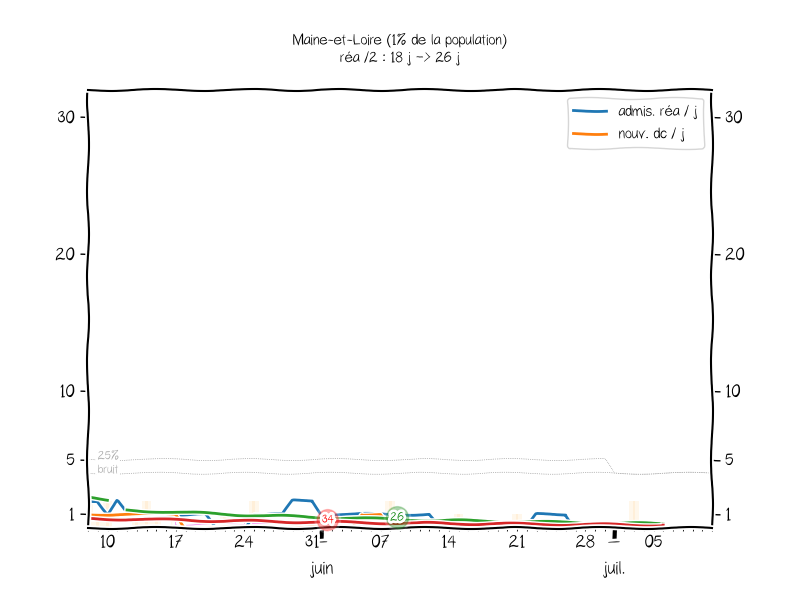 Maine-et-Loire (1% de la population)
réa /2 : 18 j -> 26 j
admis. réa / j
nouv. dc / j
30
30
20
20
10
10
5
5
25%
bruit
1
1
34
26
10 17 24 31 07 14 21 28 05
juin juil.